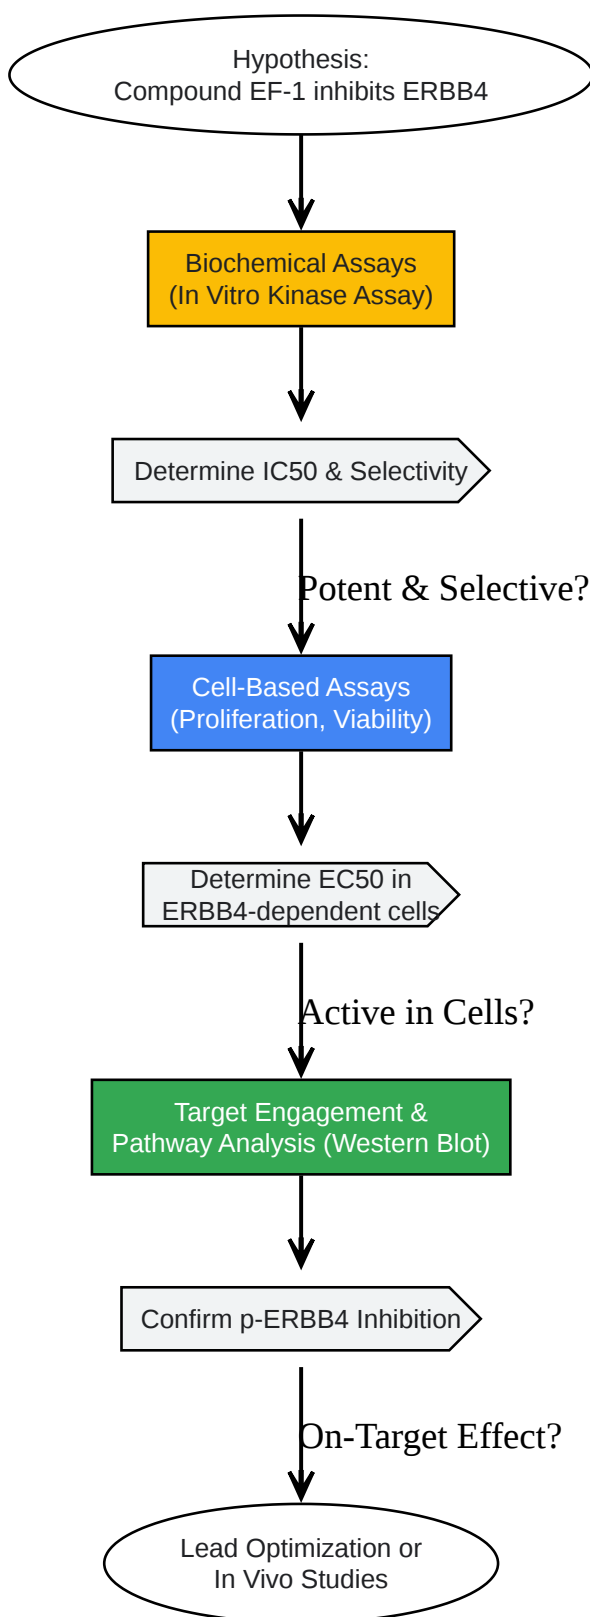 Hypothesis:
Compound EF-1 inhibits ERBB4
Biochemical Assays
(In Vitro Kinase Assay)
Determine IC50 & Selectivity
Potent & Selective?
Cell-Based Assays
(Proliferation, Viability)
Determine EC50 in
ERBB4-dependent cells
Active in Cells?
Target Engagement &
Pathway Analysis (Western Blot)
Confirm p-ERBB4 Inhibition
On-Target Effect?
Lead Optimization or
In Vivo Studies